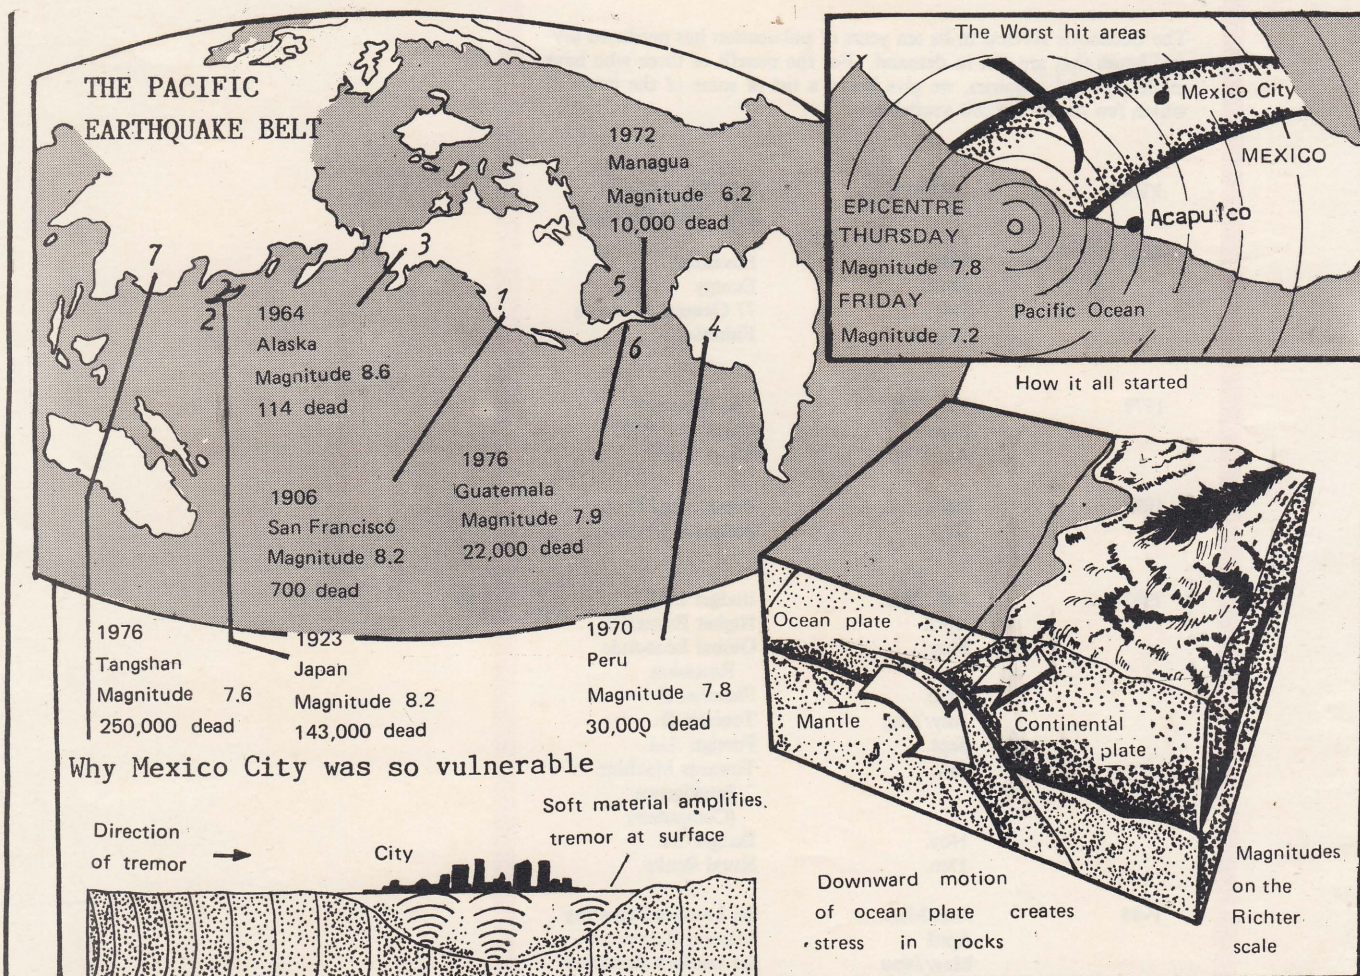 THE PACIFIC
EARTHQUAKE BELT
1972
Managua
Magnitude 6.2
10,000 dead
7
2
3
1
5
6
4
1964
Alaska
Magnitude 8.6
114 dead
1906
San Francisco
Magnitude 8.2
700 dead
1976
Guatemala
Magnitude 7.9
22,000 dead
1976
Tangshan
Magnitude 7.6
250,000 dead
1923
Japan
Magnitude 8.2
143,000 dead
1970
Peru
Magnitude 7.8
30,000 dead
The Worst hit areas
Mexico City
MEXICO
Acapulco
EPICENTRE
THURSDAY
Magnitude 7.8
FRIDAY
Magnitude 7.2
Pacific Ocean
How it all started
Ocean plate
Mantle
Continental
plate
Downward motion
of ocean plate creates
stress in rocks
Magnitudes
on the
Richter
scale
Why Mexico City was so vulnerable
Direction
of tremor
City
Soft material amplifies
tremor at surface